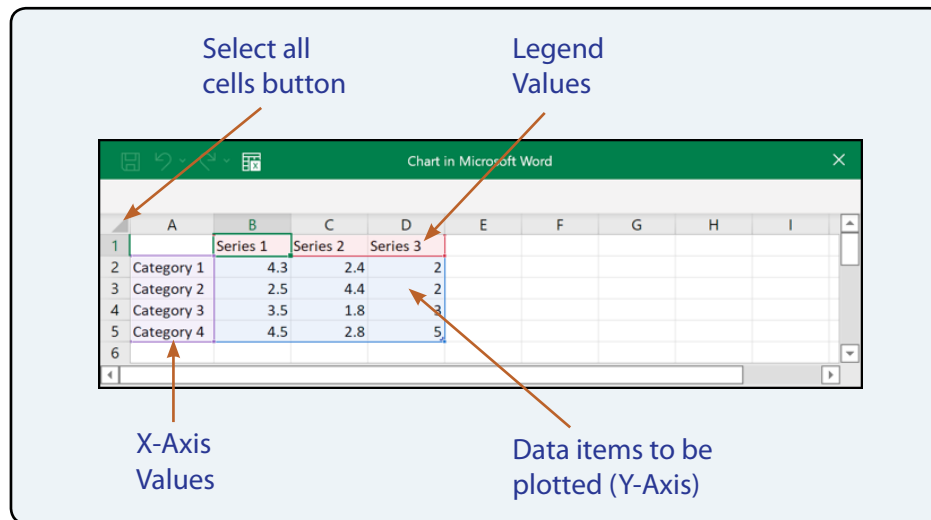 Select all Legend
cells button Values
Chart in Microsoft Word
A B C D E F G H I
1 Series 1 Series 2 Series 3
2 Category 1 4.3 2.4 2
3 Category 2 2.5 4.4 2
4 Category 3 3.5 1.8 3
5 Category 4 4.5 2.8 5
6
X-Axis Data items to be
Values plotted (Y-Axis)